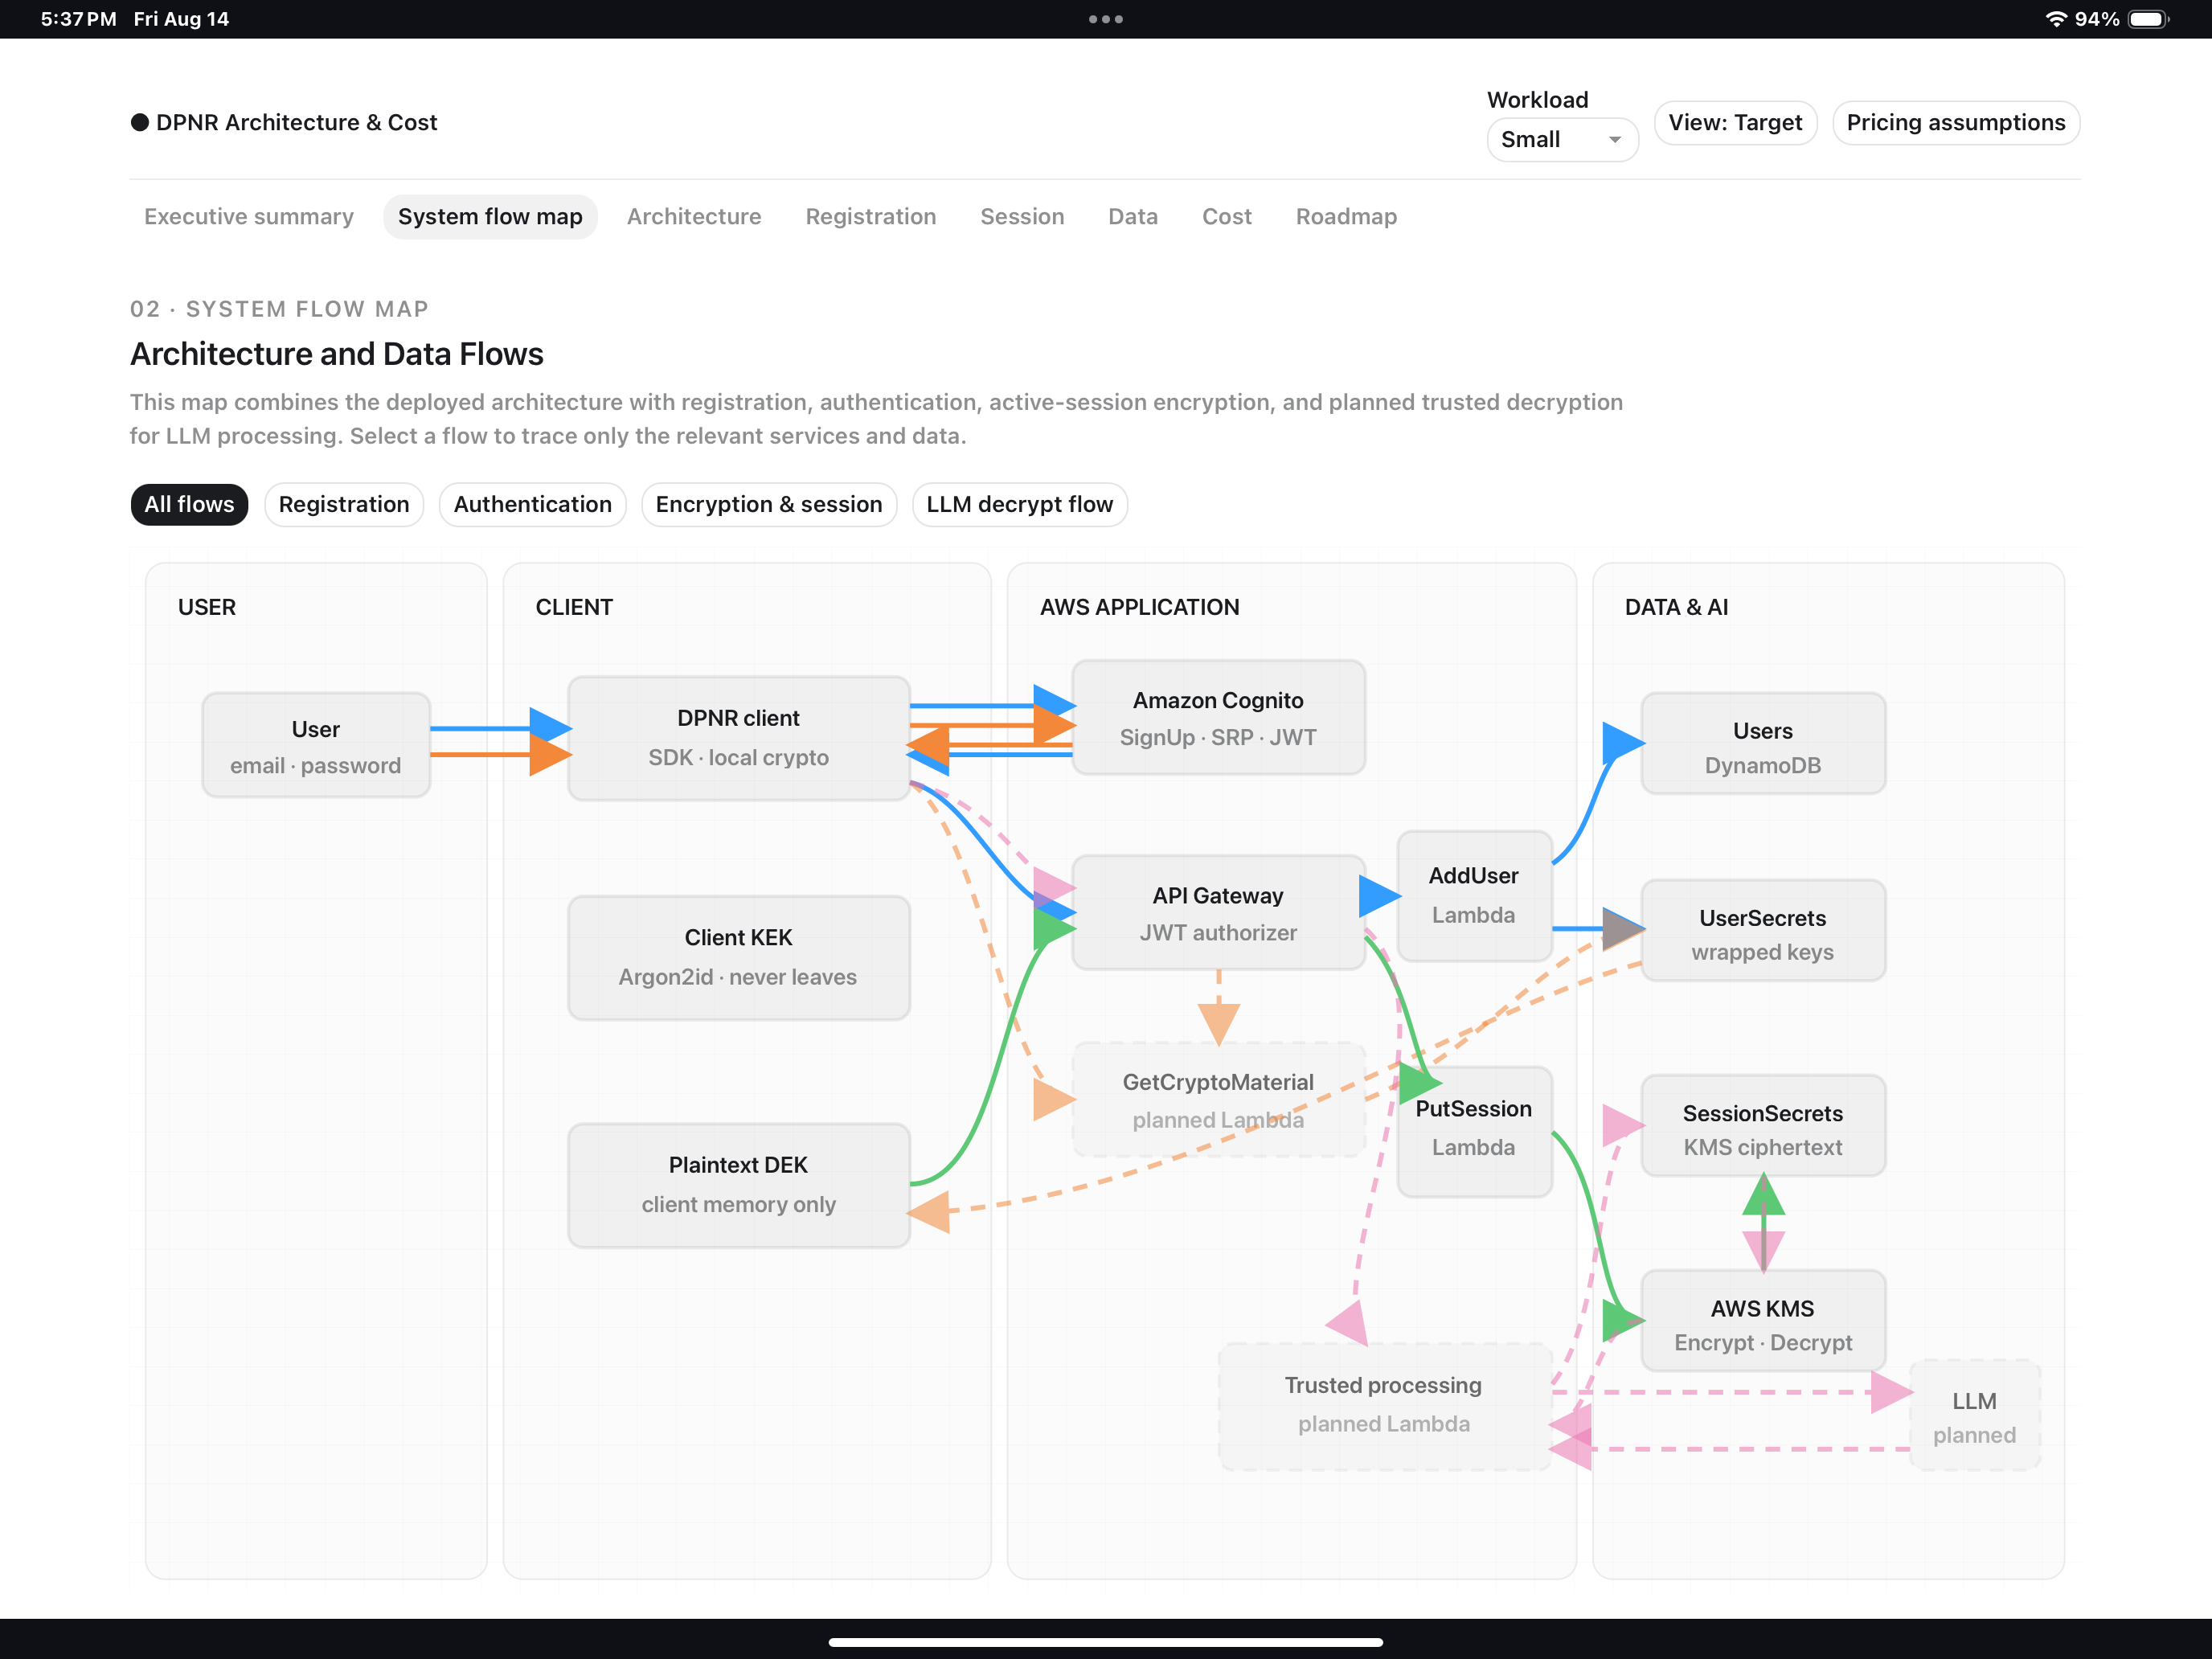 5:37 PM Fri Aug 14
94%
DPNR Architecture & Cost
Workload
Small
View: Target
Pricing assumptions
Executive summary
System flow map
Architecture
Registration
Session
Data
Cost
Roadmap
02 · SYSTEM FLOW MAP
Architecture and Data Flows
This map combines the deployed architecture with registration, authentication, active-session encryption, and planned trusted decryption
for LLM processing. Select a flow to trace only the relevant services and data.
All flows
Registration
Authentication
Encryption & session
LLM decrypt flow
USER
User
email · password
CLIENT
DPNR client
SDK · local crypto
Client KEK
Argon2id · never leaves
Plaintext DEK
client memory only
AWS APPLICATION
Amazon Cognito
SignUp · SRP · JWT
API Gateway
JWT authorizer
AddUser
Lambda
GetCryptoMaterial
planned Lambda
PutSession
Lambda
Trusted processing
planned Lambda
DATA & AI
Users
DynamoDB
UserSecrets
wrapped keys
SessionSecrets
KMS ciphertext
AWS KMS
Encrypt · Decrypt
LLM
planned